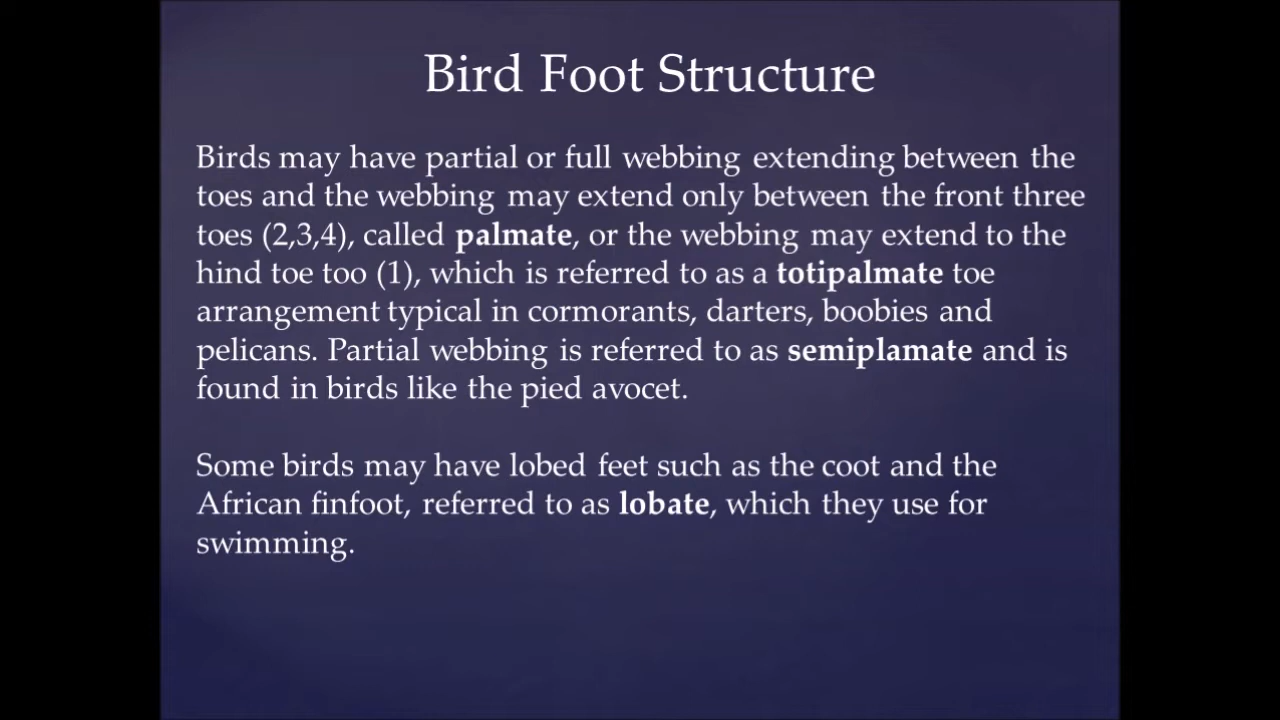 Bird Foot Structure
Birds may have partial or full webbing extending between the
toes and the webbing may extend only between the front three
toes (2,3,4), called palmate, or the webbing may extend to the
hind toe too (1), which is referred to as a totipalmate toe
arrangement typical in cormorants, darters, boobies and
pelicans. Partial webbing is referred to as semiplamate and is
found in birds like the pied avocet.
Some birds may have lobed feet such as the coot and the
African finfoot, referred to as lobate, which they use for
swimming.